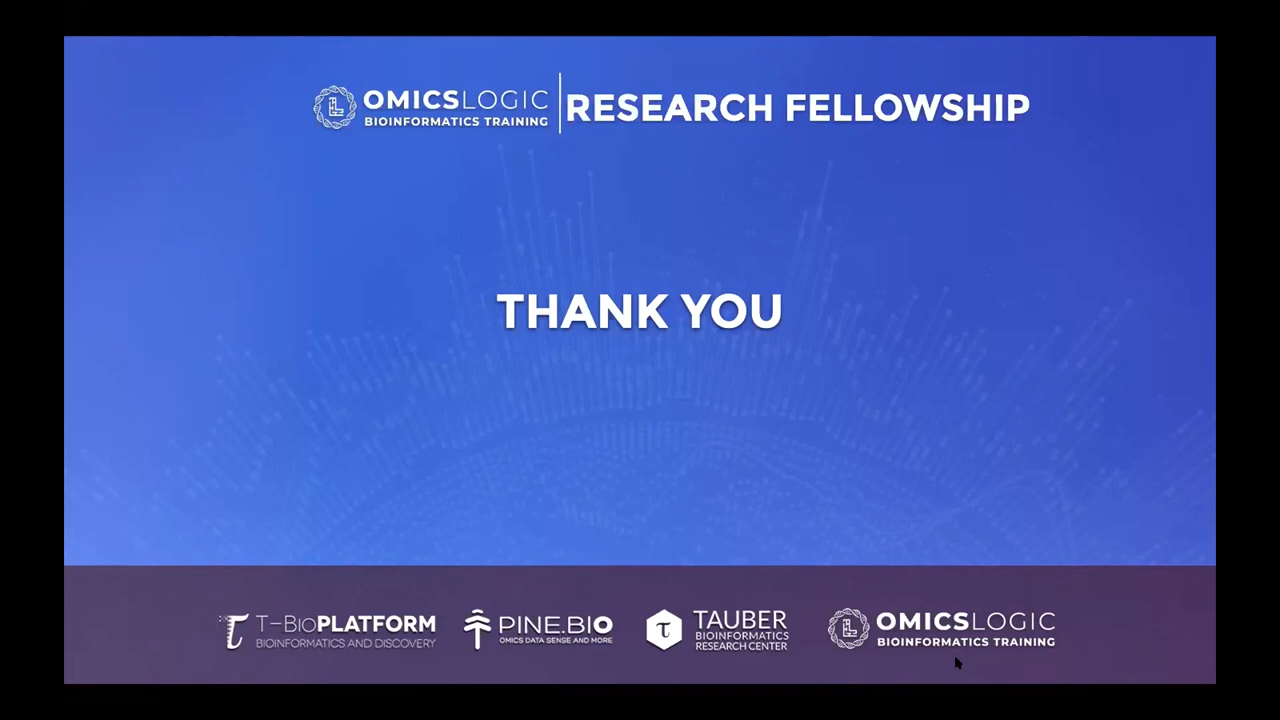 OMICSLOGIC
BIOINFORMATICS TRAINING
RESEARCH FELLOWSHIP
THANK YOU
T-BioPLATFORM
BIOINFORMATICS AND DISCOVERY
PINE.BIO
OMICS DATA SENSE AND MORE
TAUBER
BIOINFORMATICS
RESEARCH CENTER
OMICSLOGIC
BIOINFORMATICS TRAINING